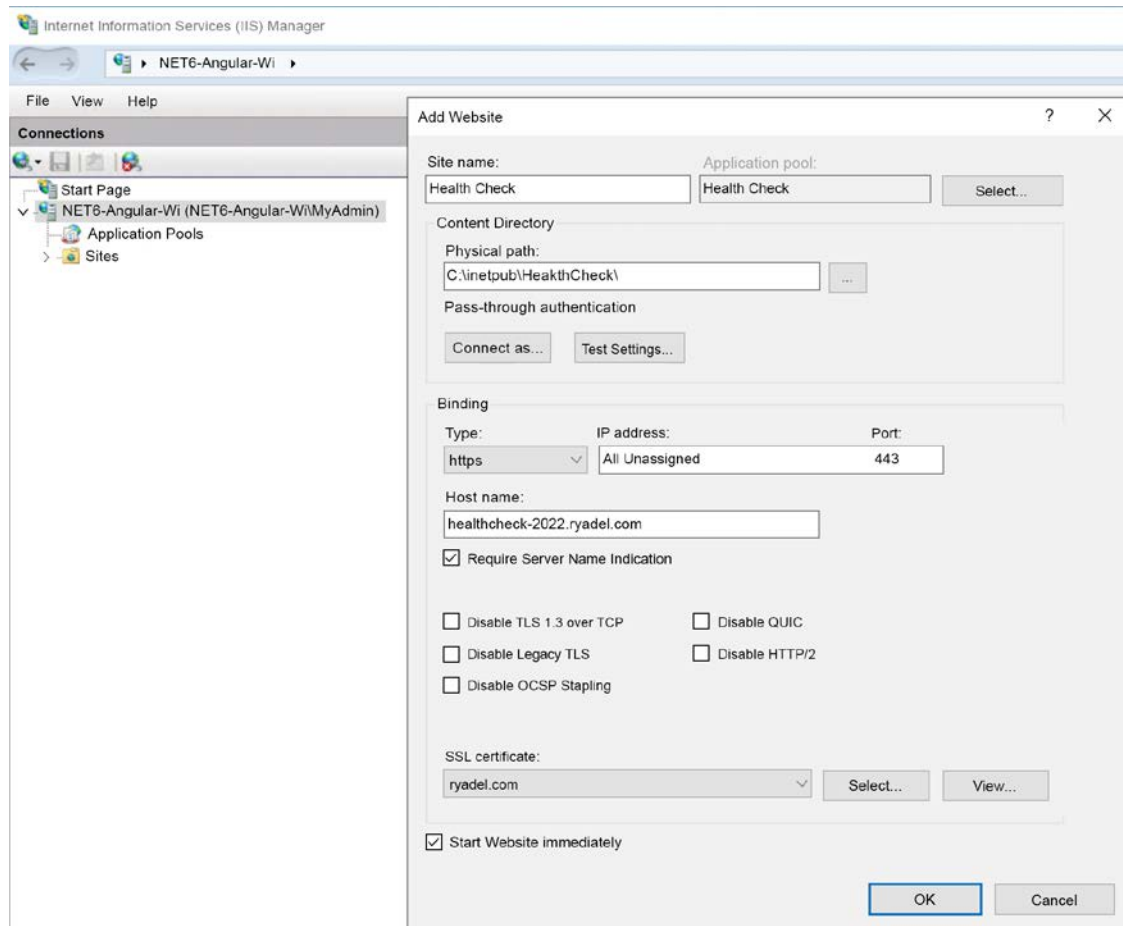 Internet Information Services (IIS) Manager
NET6-Angular-Wi
File View Help
Connections
Start Page
NET6-Angular-Wi (NET6-Angular-Wi\MyAdmin)
Application Pools
Sites
Add Website
?
Site name: Application pool:
Health Check Health Check Select...
Content Directory
Physical path:
C:\inetpub\HeakthCheck\ ...
Pass-through authentication
Connect as... Test Settings...
Binding
Type: IP address: Port:
https All Unassigned 443
Host name:
healthcheck-2022.ryadel.com
Require Server Name Indication
Disable TLS 1.3 over TCP Disable QUIC
Disable Legacy TLS Disable HTTP/2
Disable OCSP Stapling
SSL certificate:
ryadel.com Select... View...
Start Website immediately
OK Cancel